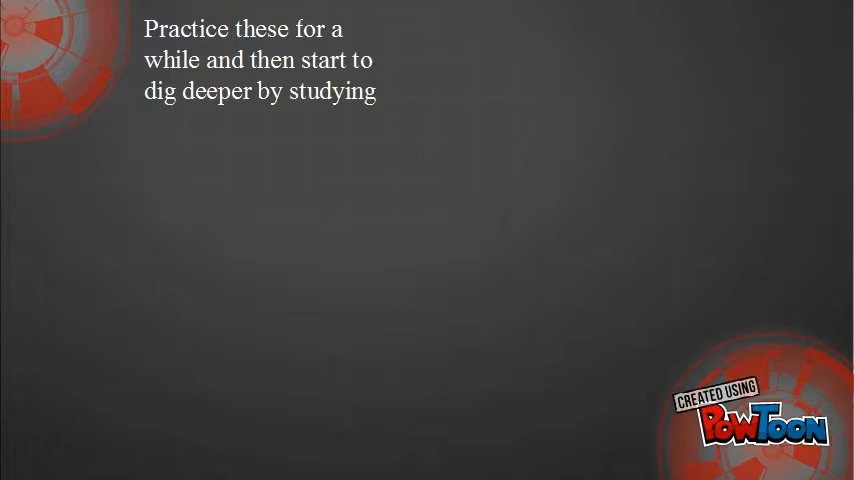 Practice these for a
while and then start to
dig deeper by studying
CREATED USING
POWTOON